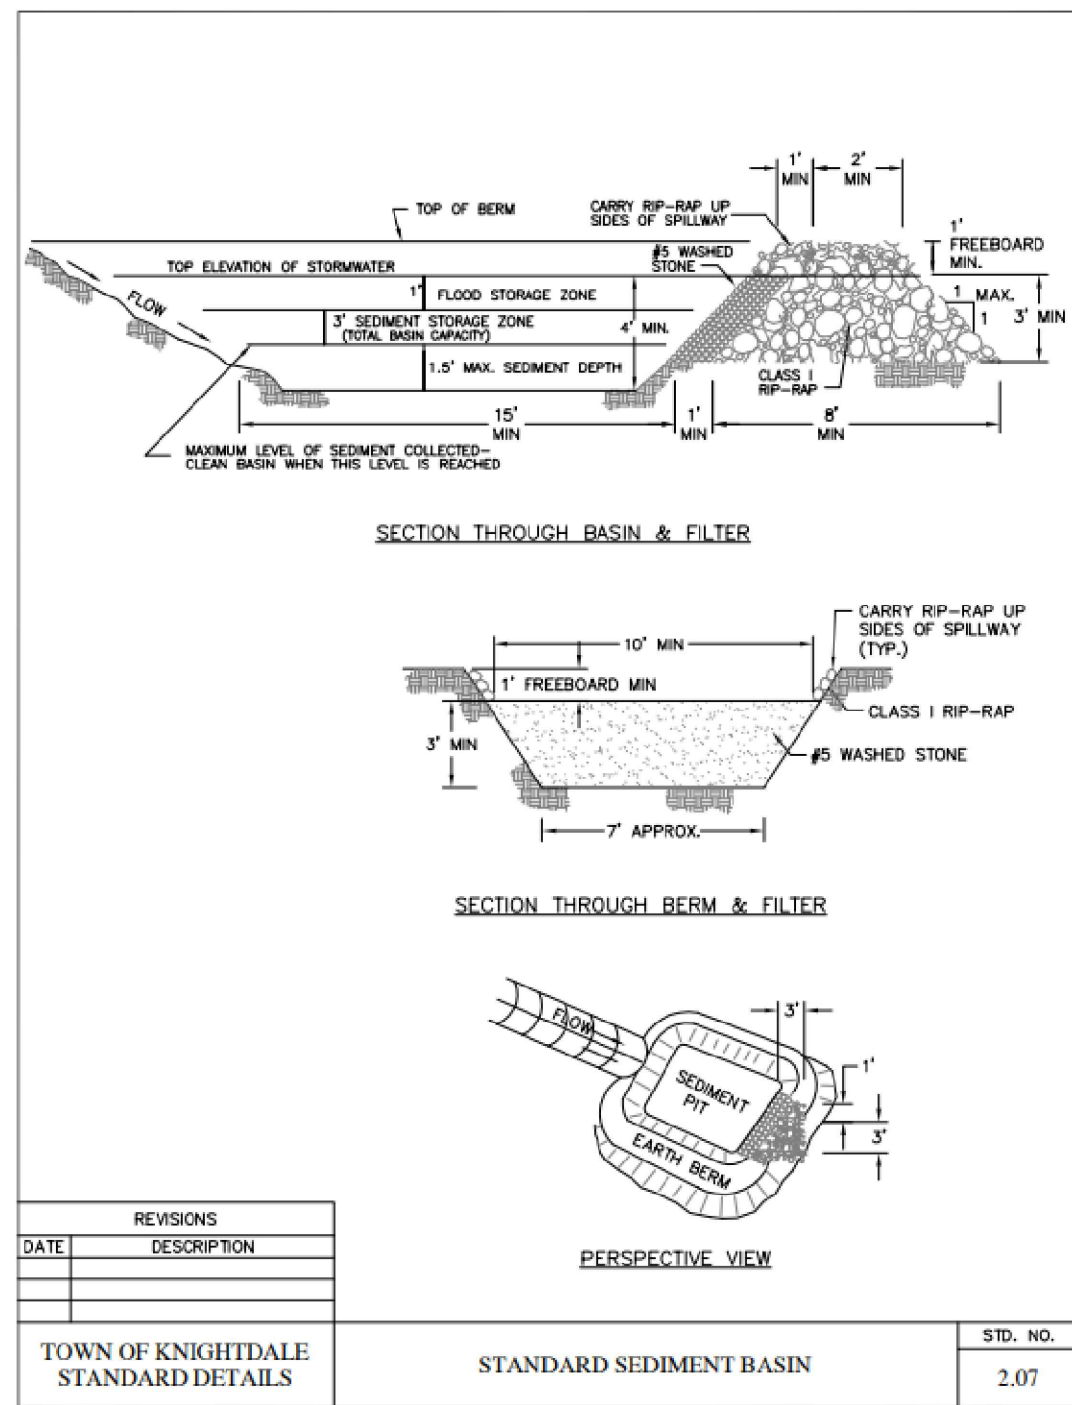 1' MIN
2' MIN
CARRY RIP-RAP UP
SIDES OF SPILLWAY
TOP OF BERM
1'
FREEBOARD
MIN.
#5 WASHED
STONE
TOP ELEVATION OF STORMWATER
1'
FLOOD STORAGE ZONE
FLOW
3' SEDIMENT STORAGE ZONE
(TOTAL BASIN CAPACITY)
4' MIN.
1 MAX.
1
3' MIN
1.5' MAX. SEDIMENT DEPTH
CLASS I
RIP-RAP
15'
MIN
1'
MIN
8'
MIN
MAXIMUM LEVEL OF SEDIMENT COLLECTED-
CLEAN BASIN WHEN THIS LEVEL IS REACHED
SECTION THROUGH BASIN & FILTER
CARRY RIP-RAP UP
SIDES OF SPILLWAY
(TYP.)
10' MIN
1' FREEBOARD MIN
CLASS I RIP-RAP
3' MIN
#5 WASHED STONE
7' APPROX.
SECTION THROUGH BERM & FILTER
3'
FLOW
1'
SEDIMENT
PIT
3'
EARTH BERM
PERSPECTIVE VIEW
REVISIONS
DATE DESCRIPTION
TOWN OF KNIGHTDALE
STANDARD DETAILS
STANDARD SEDIMENT BASIN
STD. NO.
2.07